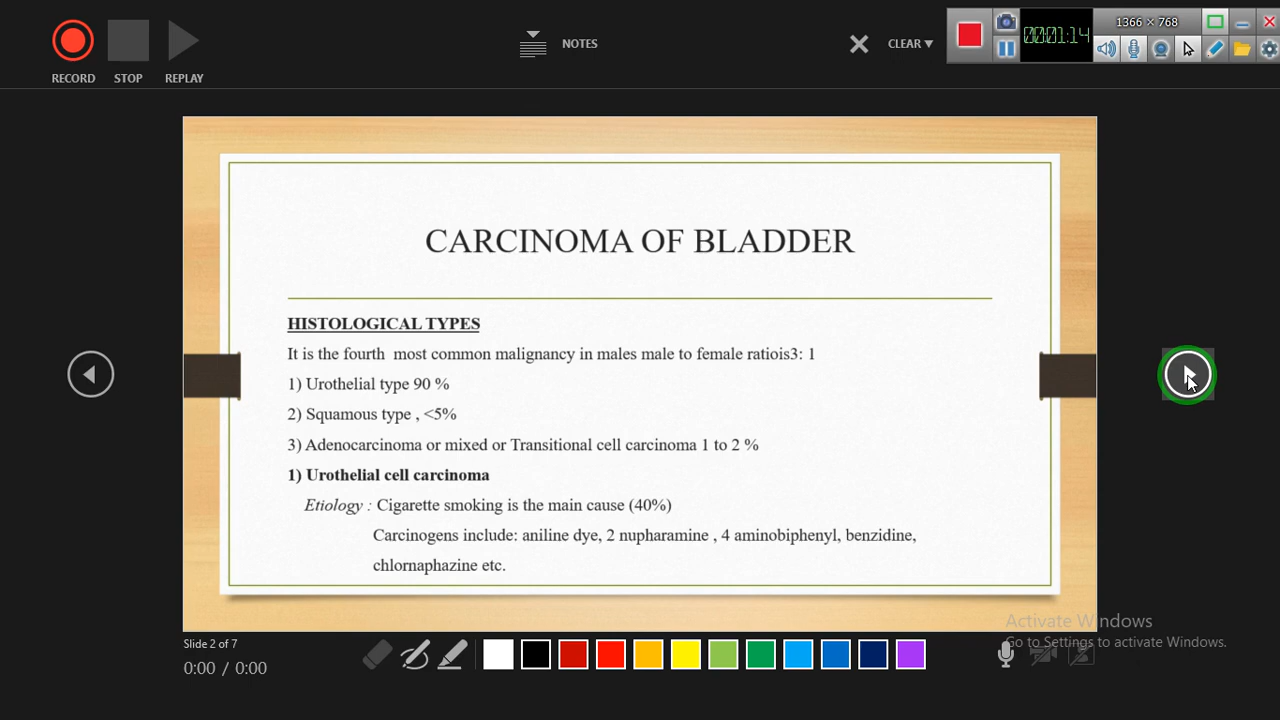 RECORD
STOP
REPLAY
NOTES
CLEAR
00:01:14
1366 × 768
CARCINOMA OF BLADDER
HISTOLOGICAL TYPES
It is the fourth most common malignancy in males male to female ratiois3: 1
1) Urothelial type 90 %
2) Squamous type , <5%
3) Adenocarcinoma or mixed or Transitional cell carcinoma 1 to 2 %
1) Urothelial cell carcinoma
Etiology : Cigarette smoking is the main cause (40%)
Carcinogens include: aniline dye, 2 nupharamine , 4 aminobiphenyl, benzidine,
chlornaphazine etc.
Slide 2 of 7
0:00 / 0:00
Activate Windows
Go to Settings to activate Windows.